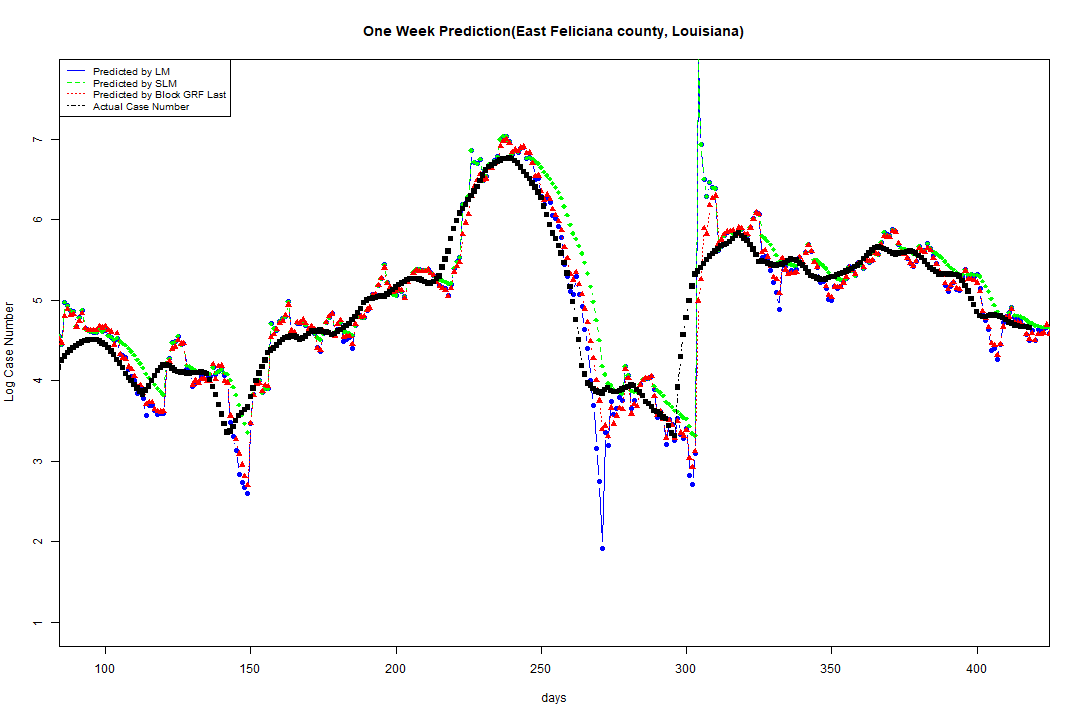 One Week Prediction(East Feliciana county, Louisiana)
Predicted by LM
Predicted by SLM
Predicted by Block GRF Last
Actual Case Number
Log Case Number
7
6
5
4
3
2
1
100 150 200 250 300 350 400
days